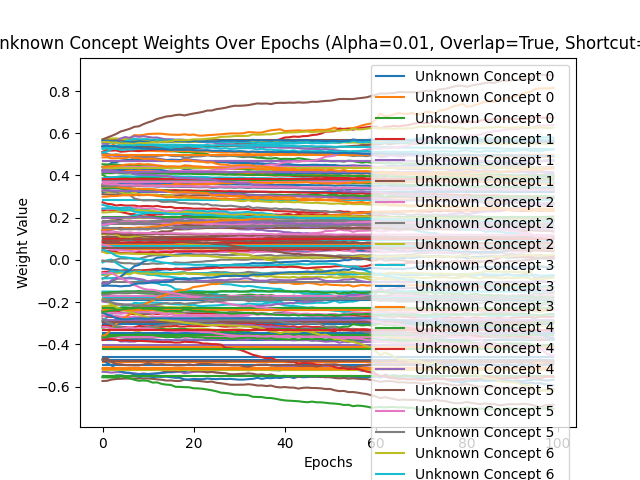 nknown Concept Weights Over Epochs (Alpha=0.01, Overlap=True, Shortcut=
Weight Value
0.8
0.6
0.4
0.2
0.0
−0.2
−0.4
−0.6
0
20
40
60
80
100
Epochs
Unknown Concept 0
Unknown Concept 0
Unknown Concept 0
Unknown Concept 1
Unknown Concept 1
Unknown Concept 1
Unknown Concept 2
Unknown Concept 2
Unknown Concept 2
Unknown Concept 3
Unknown Concept 3
Unknown Concept 3
Unknown Concept 4
Unknown Concept 4
Unknown Concept 4
Unknown Concept 5
Unknown Concept 5
Unknown Concept 5
Unknown Concept 6
Unknown Concept 6